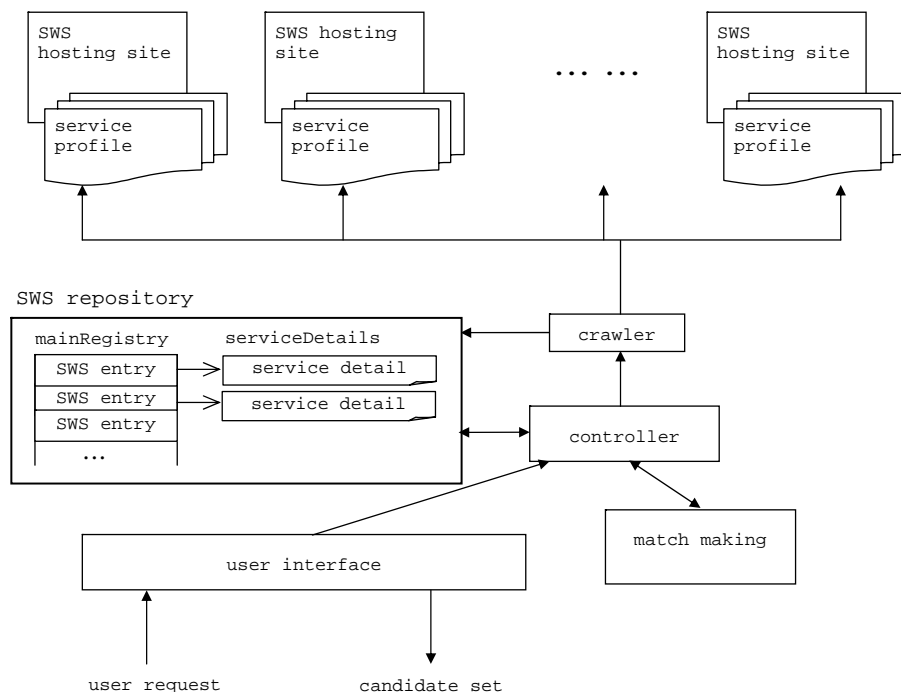 SWS
hosting site
service
profile
SWS hosting
site
service
profile
... ...
SWS
hosting site
service
profile
SWS repository
mainRegistry
serviceDetails
SWS entry
service detail
SWS entry
service detail
SWS entry
...
crawler
controller
match making
user interface
user request
candidate set